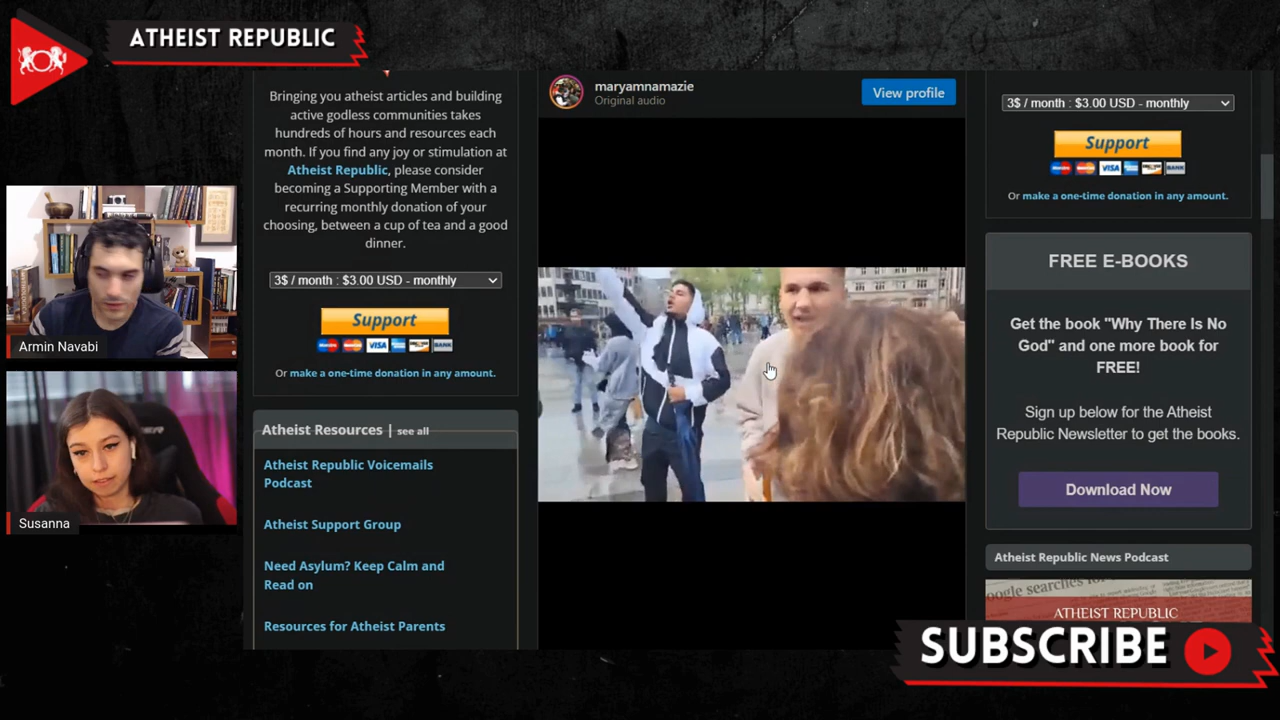 ATHEIST REPUBLIC
Armin Navabi
Susanna
Bringing you atheist articles and building
active godless communities takes
hundreds of hours and resources each
month. If you find any joy or stimulation at
Atheist Republic, please consider
becoming a Supporting Member with a
recurring monthly donation of your
choosing, between a cup of tea and a good
dinner.
3$ / month : $3.00 USD - monthly
Support
VISA
BANK
Or make a one-time donation in any amount.
Atheist Resources | see all
Atheist Republic Voicemails
Podcast
Atheist Support Group
Need Asylum? Keep Calm and
Read on
Resources for Atheist Parents
maryamnamazie
Original audio
View profile
3$ / month : $3.00 USD - monthly
Support
VISA
BANK
Or make a one-time donation in any amount.
FREE E-BOOKS
Get the book "Why There Is No
God" and one more book for
FREE!
Sign up below for the Atheist
Republic Newsletter to get the books.
Download Now
Atheist Republic News Podcast
ATHEIST REPUBLIC
SUBSCRIBE